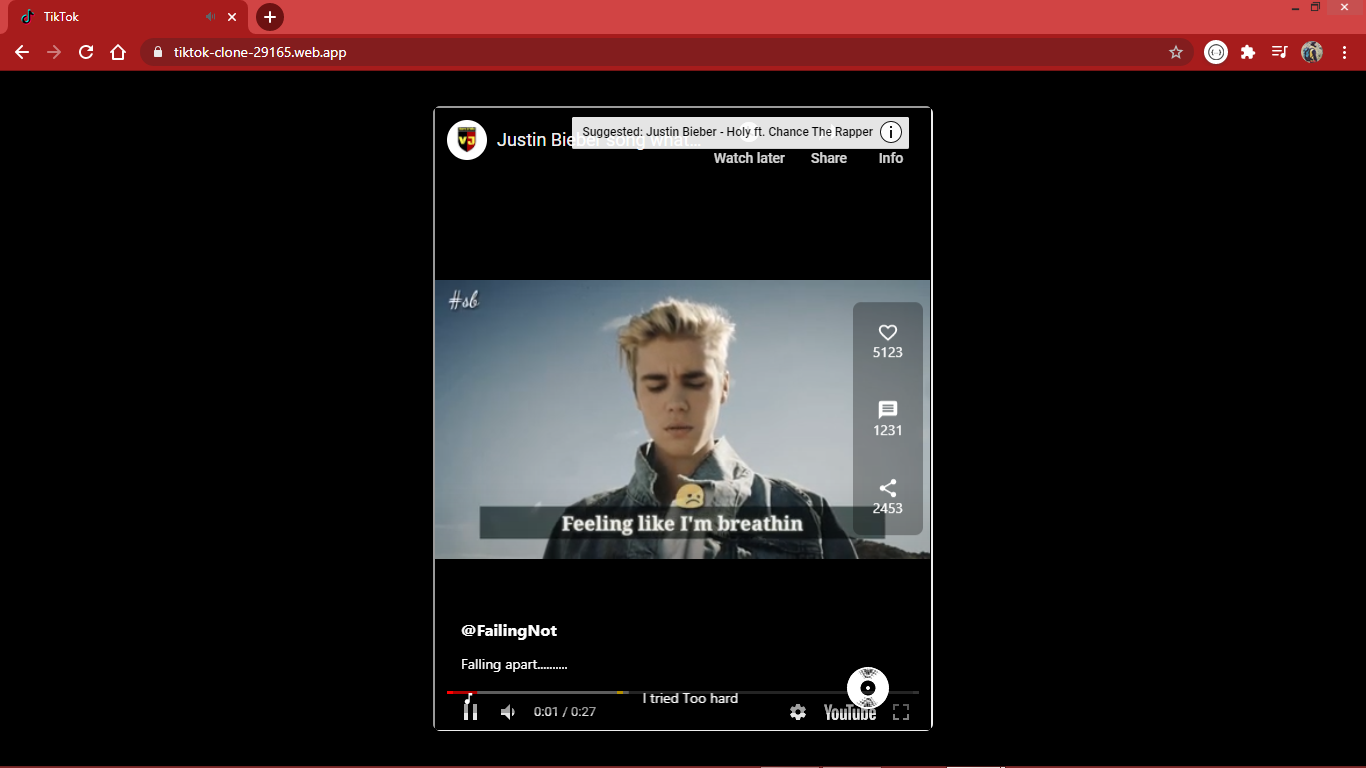 TikTok
tiktok-clone-29165.web.app
Suggested: Justin Bieber - Holy ft. Chance The Rapper
Justin Bieber song what...
Watch later
Share
Info
#sb
5123
1231
2453
Feeling like I'm breathin
@FailingNot
Falling apart..........
I tried Too hard
0:01 / 0:27
YouTube